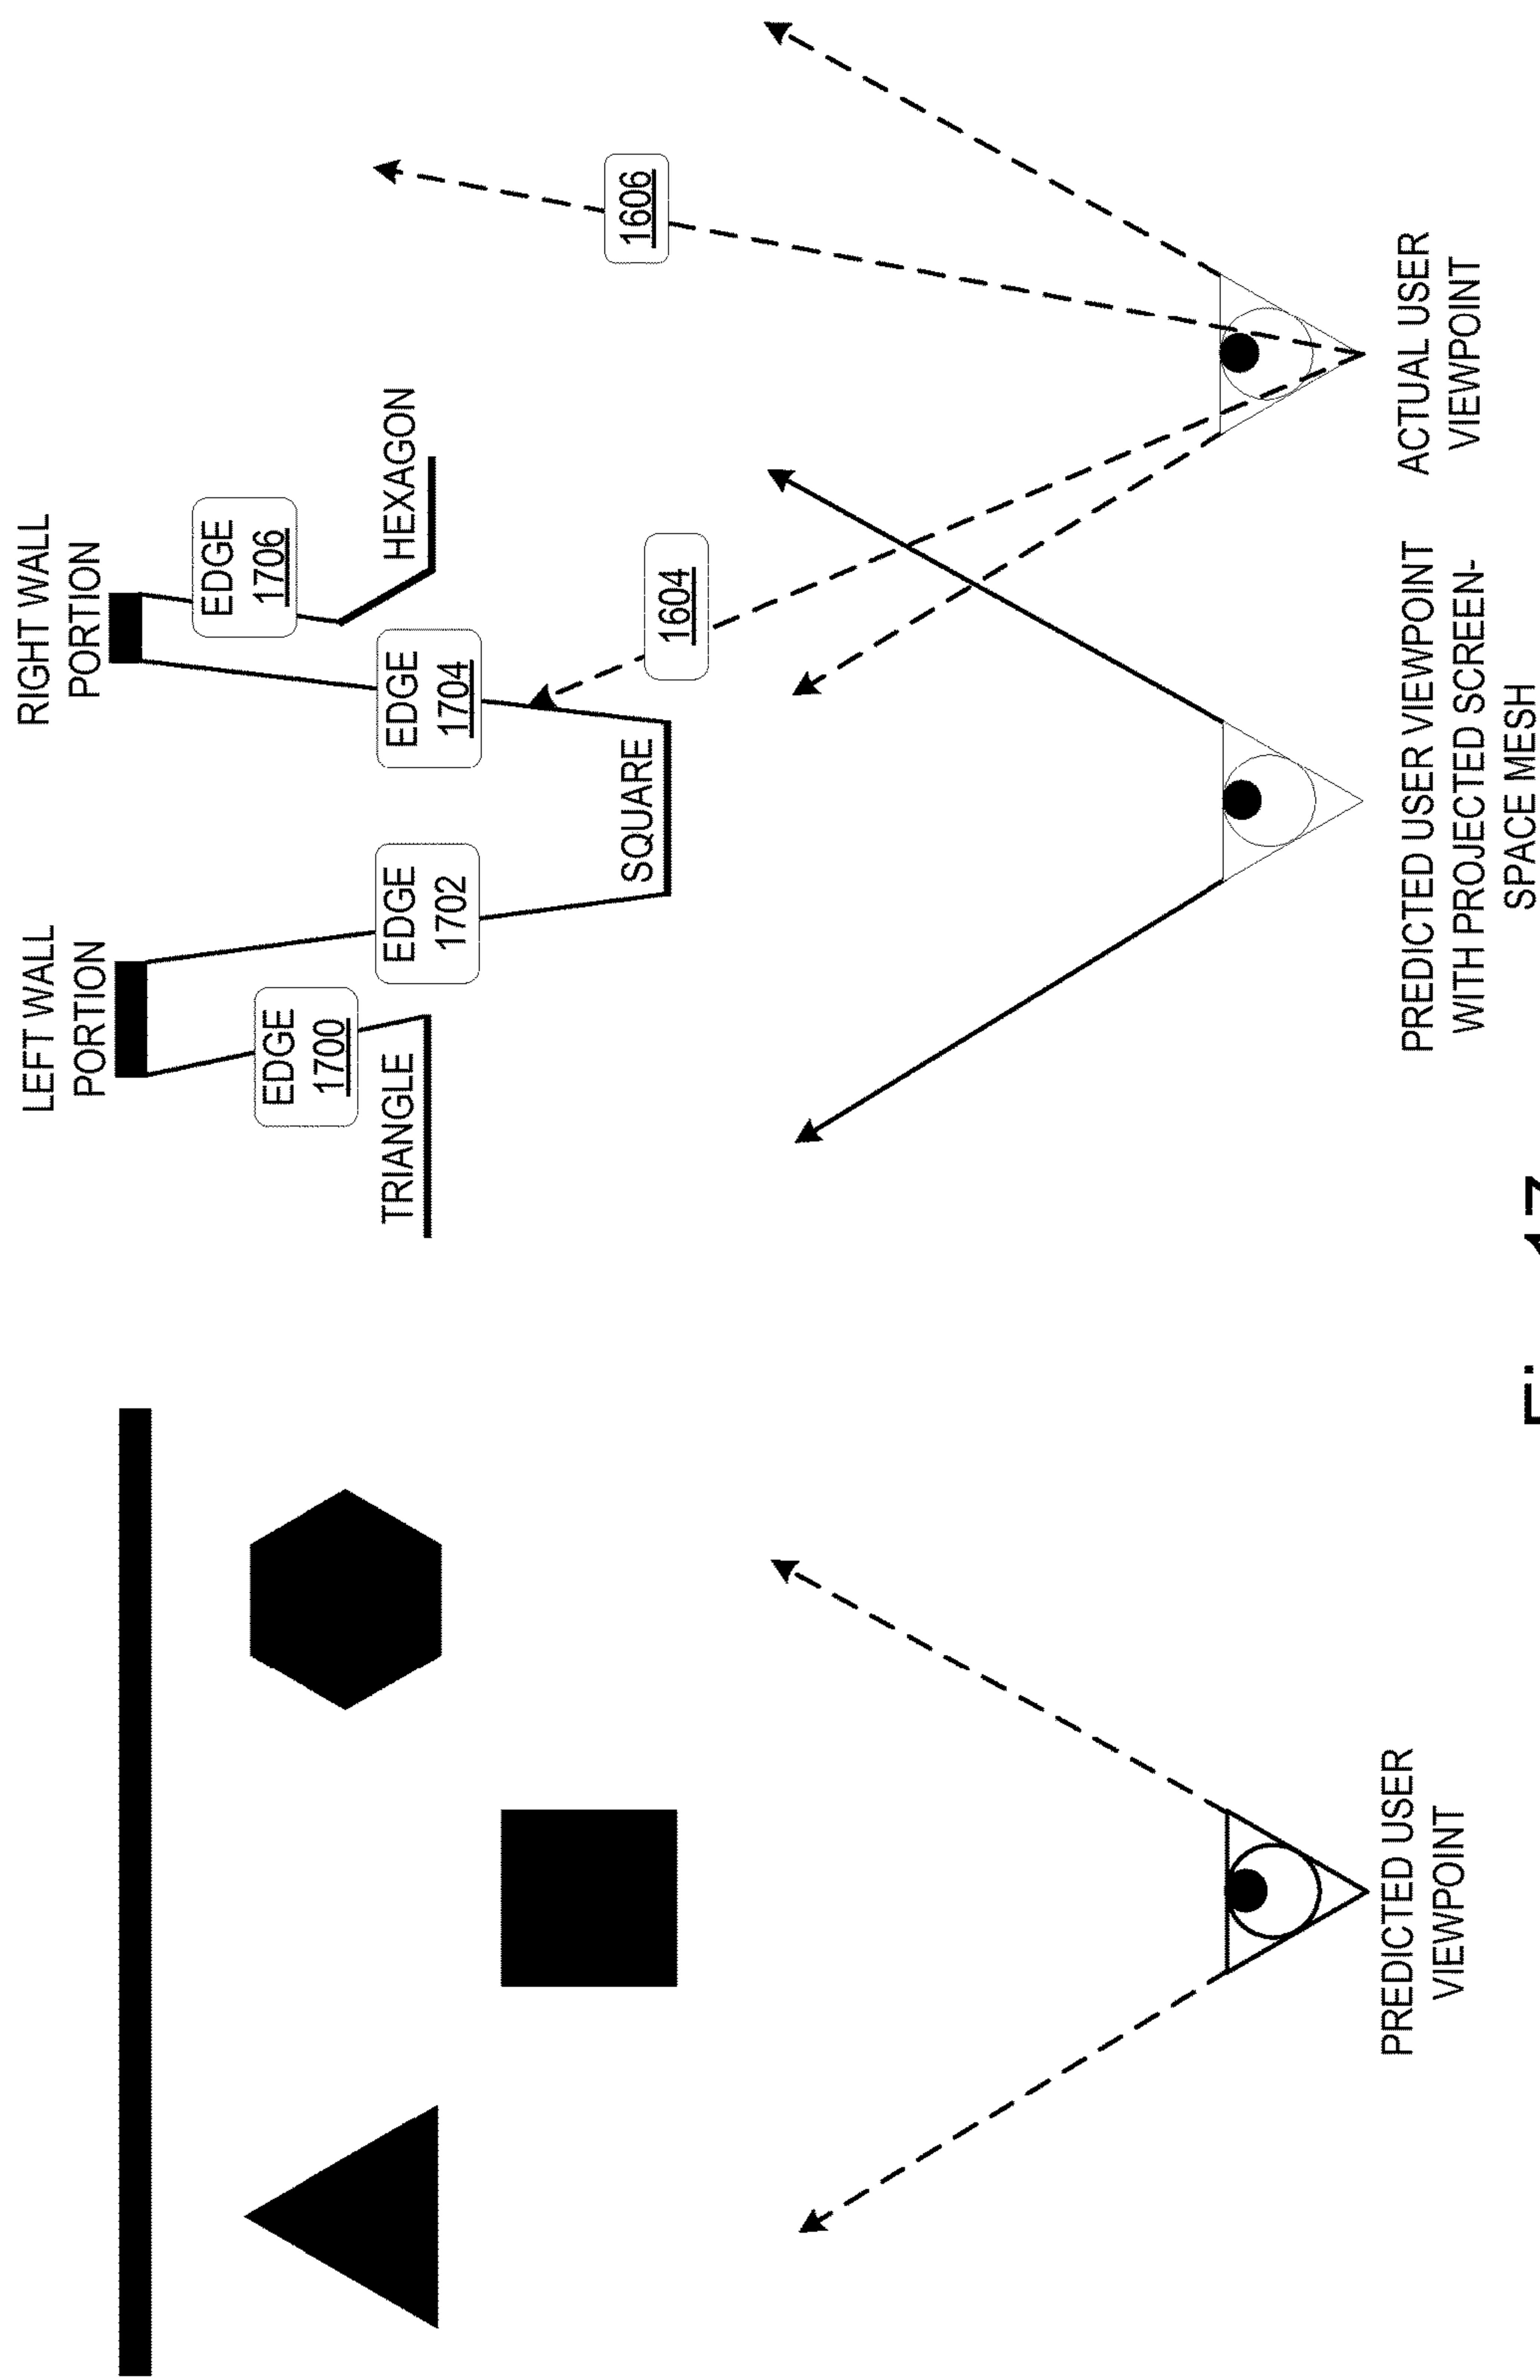 LEFT WALL
PORTION
RIGHT WALL
PORTION
EDGE
1700
EDGE
1702
EDGE
1704
EDGE
1706
TRIANGLE
SQUARE
HEXAGON
1604
1606
PREDICTED USER
VIEWPOINT
PREDICTED USER VIEWPOINT
WITH PROJECTED SCREEN-
SPACE MESH
ACTUAL USER
VIEWPOINT